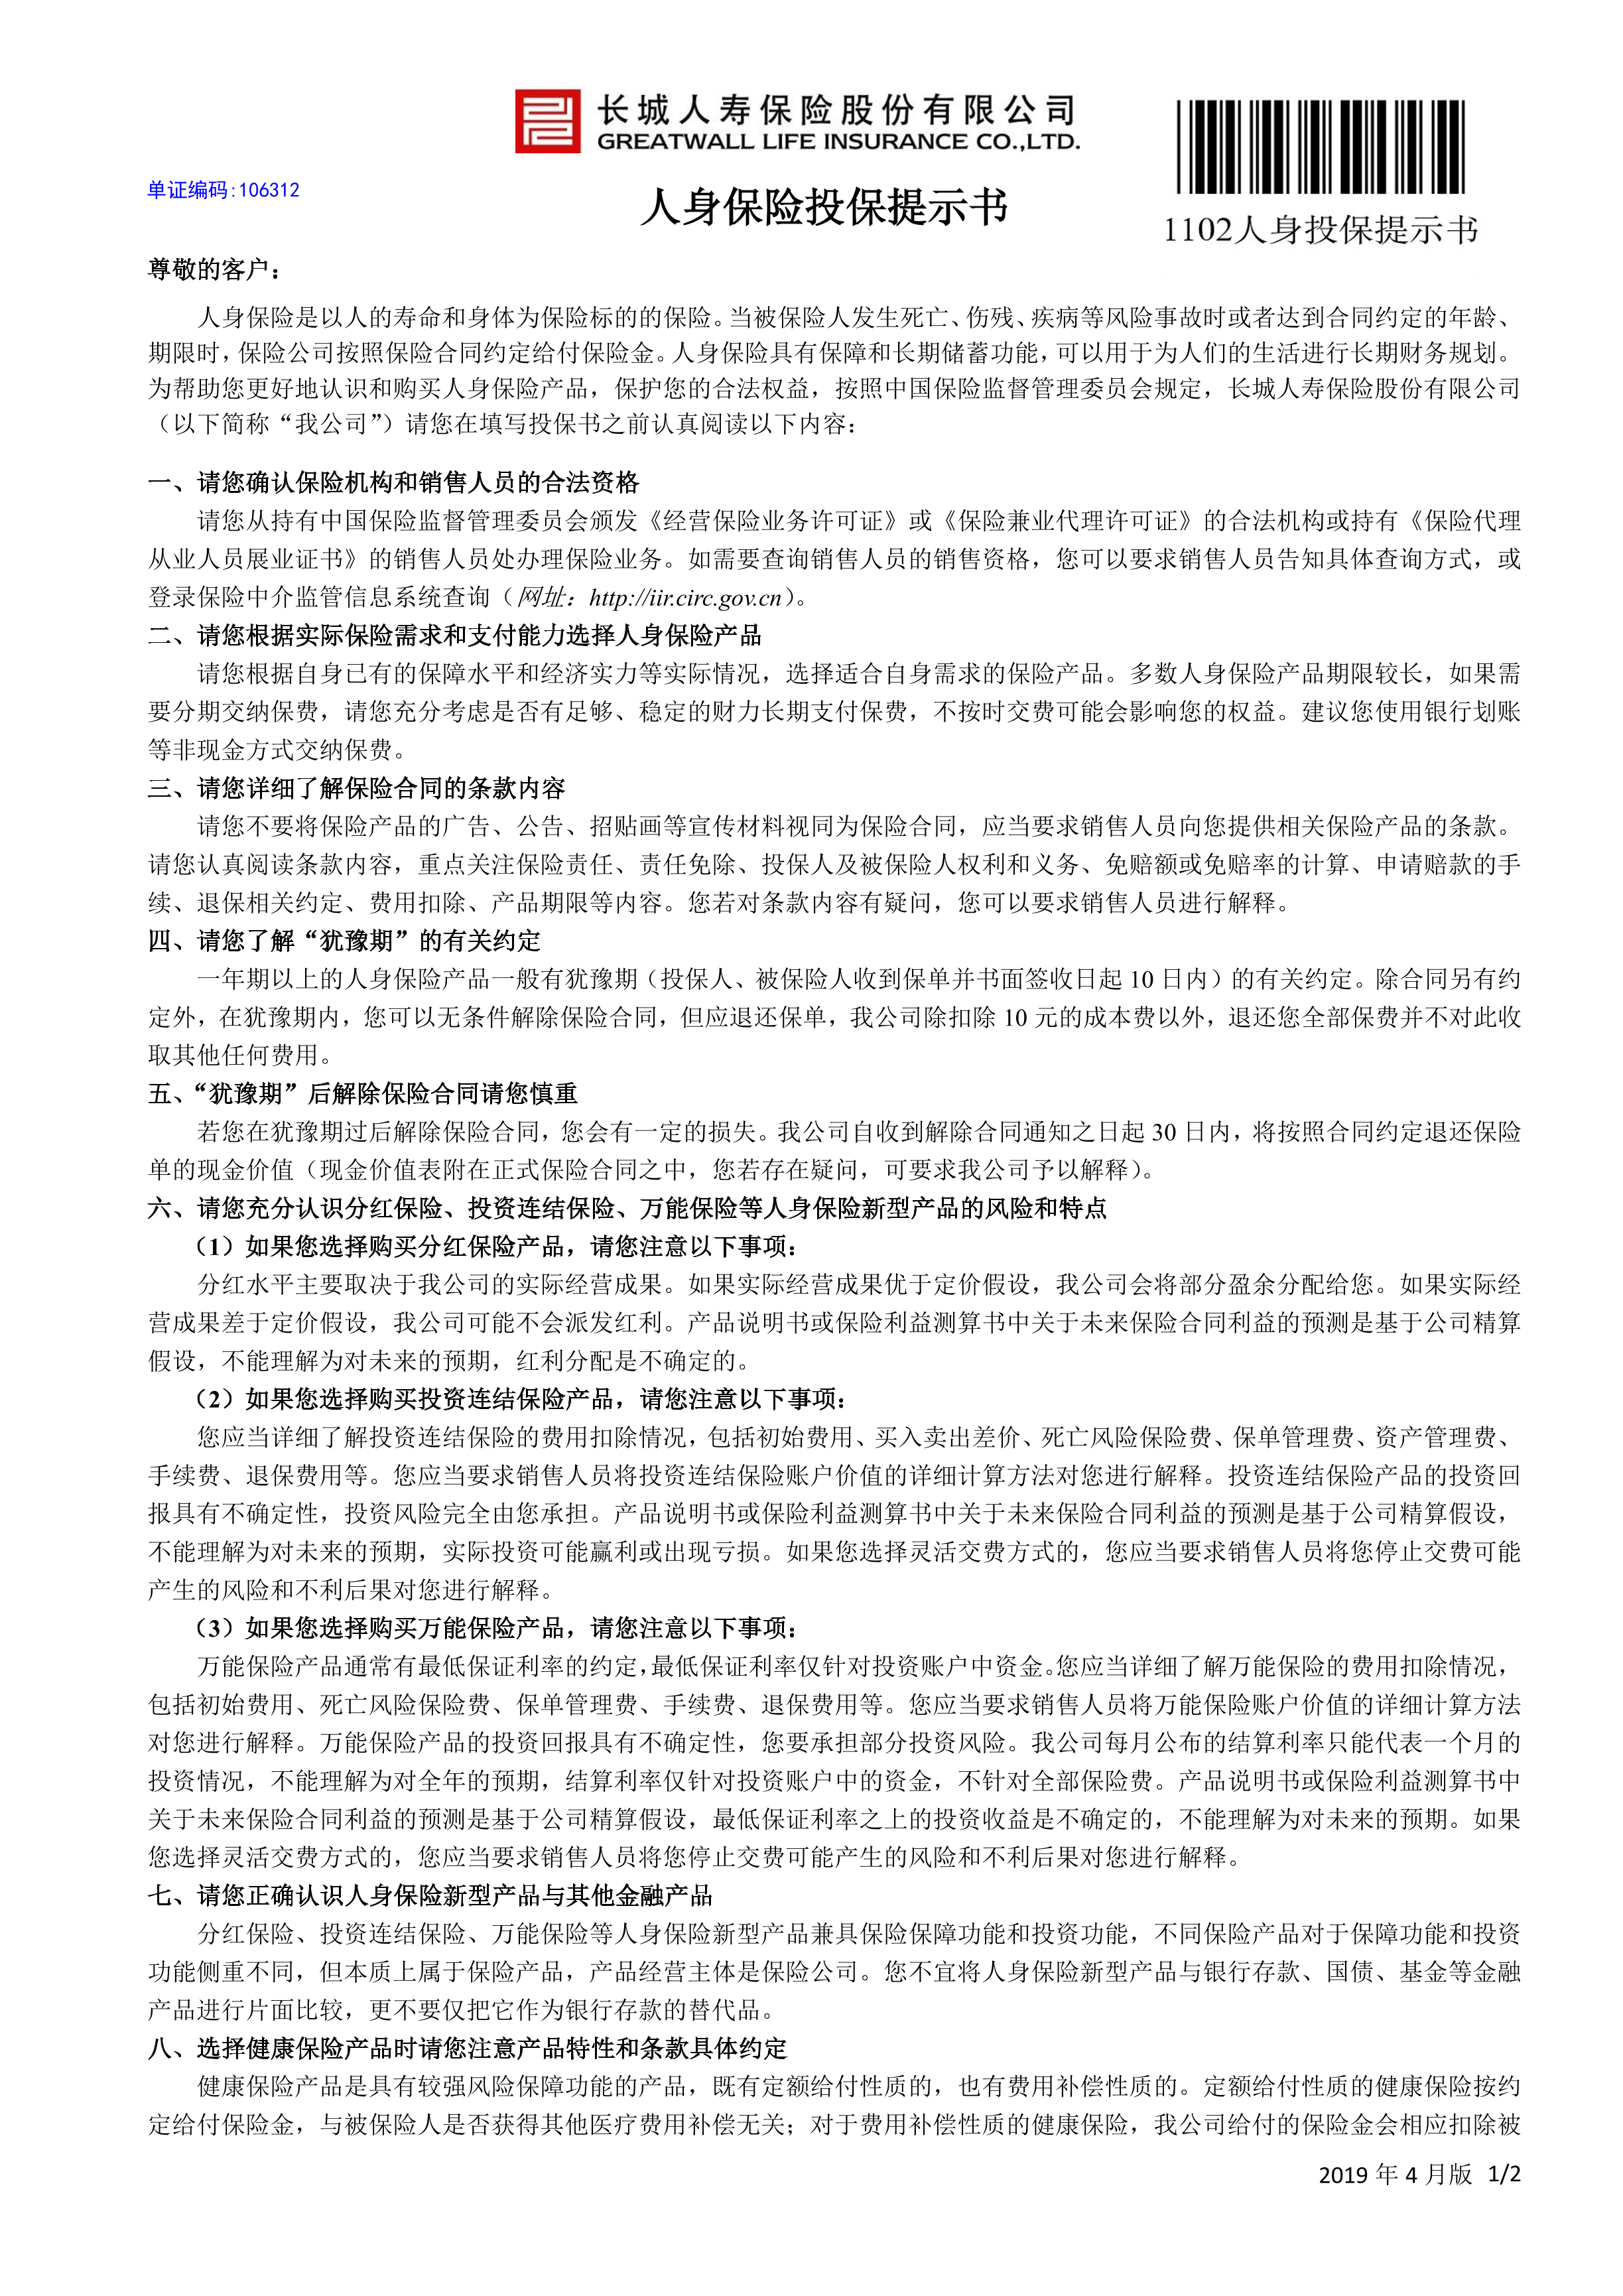 长城人寿保险股份有限公司
GREATWALL LIFE INSURANCE CO.,LTD.
单证编码:106312
人身保险投保提示书
1102人身投保提示书
尊敬的客户：
人身保险是以人的寿命和身体为保险标的的保险。当被保险人发生死亡、伤残、疾病等风险事故时或者达到合同约定的年龄、
期限时，保险公司按照保险合同约定给付保险金。人身保险具有保障和长期储蓄功能，可以用于为人们的生活进行长期财务规划。
为帮助您更好地认识和购买人身保险产品，保护您的合法权益，按照中国保险监督管理委员会规定，长城人寿保险股份有限公司
（以下简称“我公司”）请您在填写投保书之前认真阅读以下内容：
一、请您确认保险机构和销售人员的合法资格
请您从持有中国保险监督管理委员会颁发《经营保险业务许可证》或《保险兼业代理许可证》的合法机构或持有《保险代理
从业人员展业证书》的销售人员处办理保险业务。如需要查询销售人员的销售资格，您可以要求销售人员告知具体查询方式，或
登录保险中介监管信息系统查询（网址：http://iir.circ.gov.cn）。
二、请您根据实际保险需求和支付能力选择人身保险产品
请您根据自身已有的保障水平和经济实力等实际情况，选择适合自身需求的保险产品。多数人身保险产品期限较长，如果需
要分期交纳保费，请您充分考虑是否有足够、稳定的财力长期支付保费，不按时交费可能会影响您的权益。建议您使用银行划账
等非现金方式交纳保费。
三、请您详细了解保险合同的条款内容
请您不要将保险产品的广告、公告、招贴画等宣传材料视同为保险合同，应当要求销售人员向您提供相关保险产品的条款。
请您认真阅读条款内容，重点关注保险责任、责任免除、投保人及被保险人权利和义务、免赔额或免赔率的计算、申请赔款的手
续、退保相关约定、费用扣除、产品期限等内容。您若对条款内容有疑问，您可以要求销售人员进行解释。
四、请您了解“犹豫期”的有关约定
一年期以上的人身保险产品一般有犹豫期（投保人、被保险人收到保单并书面签收日起 10 日内）的有关约定。除合同另有约
定外，在犹豫期内，您可以无条件解除保险合同，但应退还保单，我公司除扣除 10 元的成本费以外，退还您全部保费并不对此收
取其他任何费用。
五、“犹豫期”后解除保险合同请您慎重
若您在犹豫期过后解除保险合同，您会有一定的损失。我公司自收到解除合同通知之日起 30 日内，将按照合同约定退还保险
单的现金价值（现金价值表附在正式保险合同之中，您若存在疑问，可要求我公司予以解释）。
六、请您充分认识分红保险、投资连结保险、万能保险等人身保险新型产品的风险和特点
（1）如果您选择购买分红保险产品，请您注意以下事项：
分红水平主要取决于我公司的实际经营成果。如果实际经营成果优于定价假设，我公司会将部分盈余分配给您。如果实际经
营成果差于定价假设，我公司可能不会派发红利。产品说明书或保险利益测算书中关于未来保险合同利益的预测是基于公司精算
假设，不能理解为对未来的预期，红利分配是不确定的。
（2）如果您选择购买投资连结保险产品，请您注意以下事项：
您应当详细了解投资连结保险的费用扣除情况，包括初始费用、买入卖出差价、死亡风险保险费、保单管理费、资产管理费、
手续费、退保费用等。您应当要求销售人员将投资连结保险账户价值的详细计算方法对您进行解释。投资连结保险产品的投资回
报具有不确定性，投资风险完全由您承担。产品说明书或保险利益测算书中关于未来保险合同利益的预测是基于公司精算假设，
不能理解为对未来的预期，实际投资可能赢利或出现亏损。如果您选择灵活交费方式的，您应当要求销售人员将您停止交费可能
产生的风险和不利后果对您进行解释。
（3）如果您选择购买万能保险产品，请您注意以下事项：
万能保险产品通常有最低保证利率的约定，最低保证利率仅针对投资账户中资金。您应当详细了解万能保险的费用扣除情况，
包括初始费用、死亡风险保险费、保单管理费、手续费、退保费用等。您应当要求销售人员将万能保险账户价值的详细计算方法
对您进行解释。万能保险产品的投资回报具有不确定性，您要承担部分投资风险。我公司每月公布的结算利率只能代表一个月的
投资情况，不能理解为对全年的预期，结算利率仅针对投资账户中的资金，不针对全部保险费。产品说明书或保险利益测算书中
关于未来保险合同利益的预测是基于公司精算假设，最低保证利率之上的投资收益是不确定的，不能理解为对未来的预期。如果
您选择灵活交费方式的，您应当要求销售人员将您停止交费可能产生的风险和不利后果对您进行解释。
七、请您正确认识人身保险新型产品与其他金融产品
分红保险、投资连结保险、万能保险等人身保险新型产品兼具保险保障功能和投资功能，不同保险产品对于保障功能和投资
功能侧重不同，但本质上属于保险产品，产品经营主体是保险公司。您不宜将人身保险新型产品与银行存款、国债、基金等金融
产品进行片面比较，更不要仅把它作为银行存款的替代品。
八、选择健康保险产品时请您注意产品特性和条款具体约定
健康保险产品是具有较强风险保障功能的产品，既有定额给付性质的，也有费用补偿性质的。定额给付性质的健康保险按约
定给付保险金，与被保险人是否获得其他医疗费用补偿无关；对于费用补偿性质的健康保险，我公司给付的保险金会相应扣除被
2019 年 4 月版 1/2